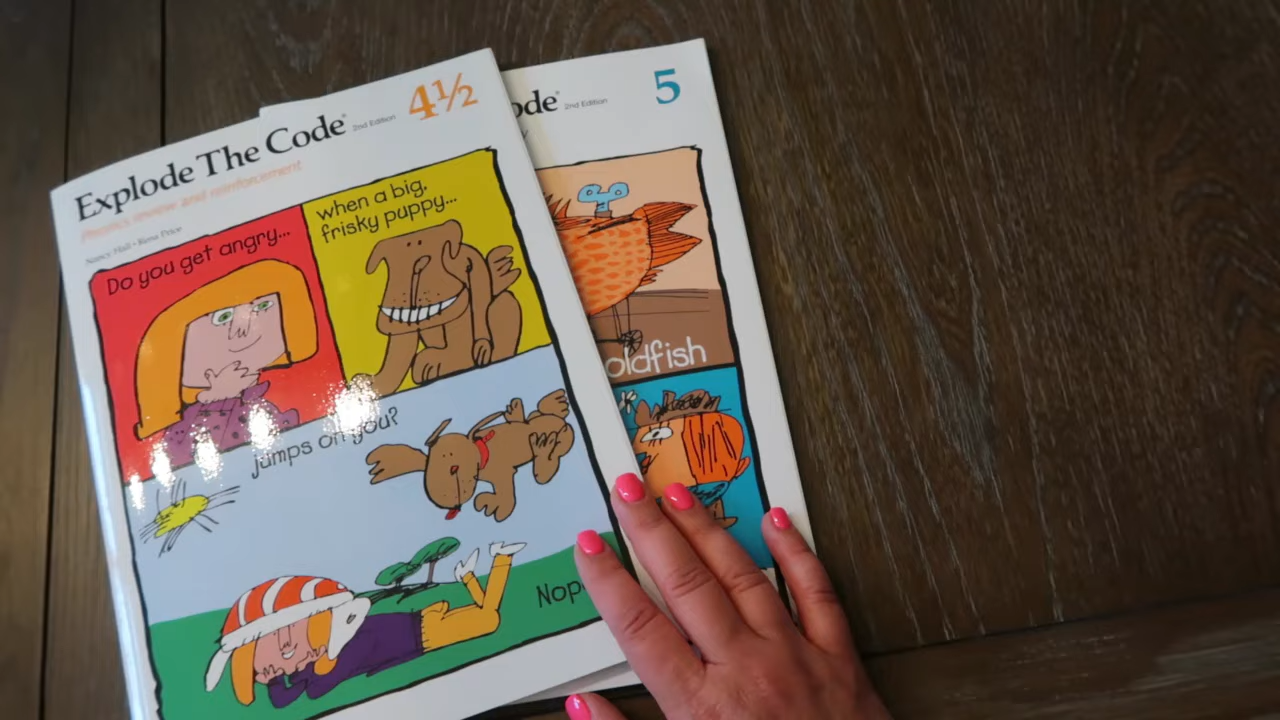 Explode The Code® 2nd Edition 4½
Phonics review and reinforcement
Nancy Hall • Rena Price
Do you get angry...
when a big,
frisky puppy...
jumps on you?
Nop
ode® 2nd Edition 5
oldfish